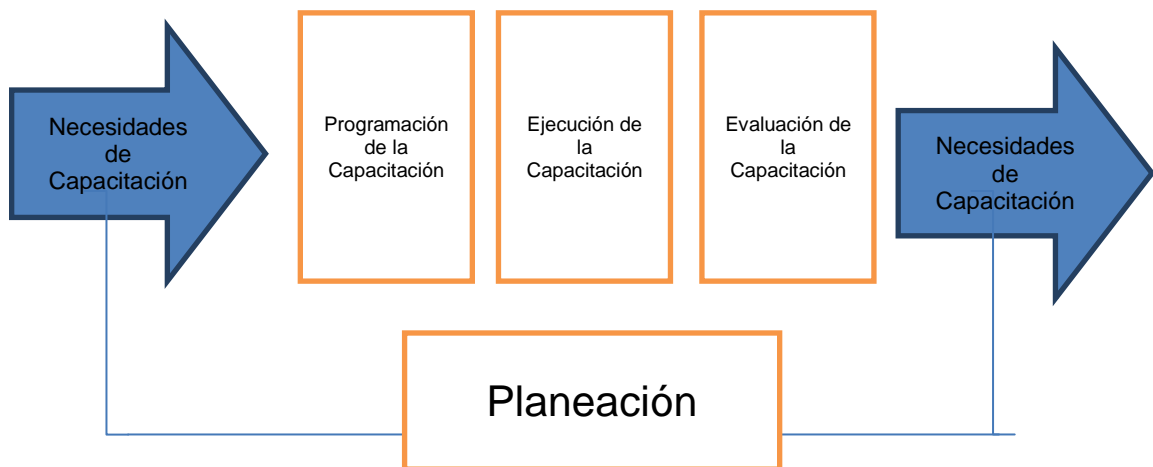 Necesidades
de
Capacitación
Programación
de la
Capacitación
Ejecución de
la
Capacitación
Evaluación de
la
Capacitación
Necesidades
de
Capacitación
Planeación